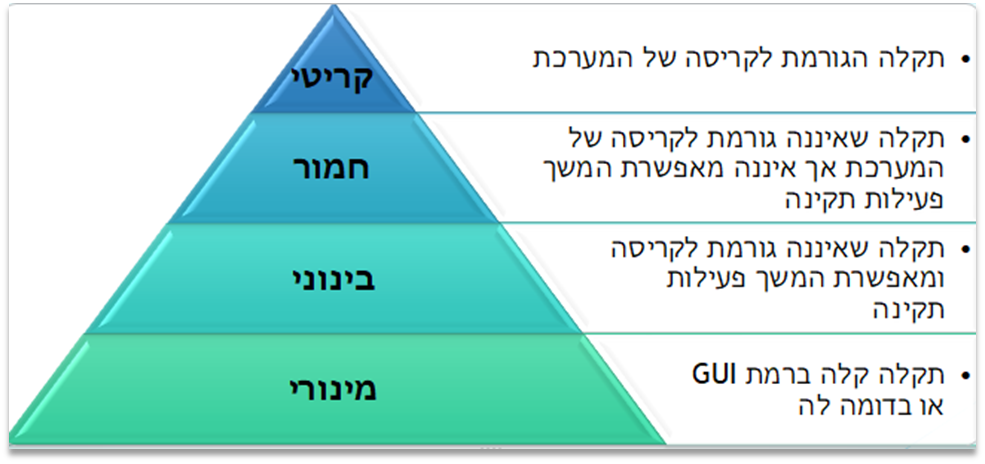 קריטי
• תקלה הגורמת לקריסה של המערכת
חמור
• תקלה שאיננה גורמת לקריסה של
המערכת אך איננה מאפשרת המשך
פעילות תקינה
בינוני
• תקלה שאיננה גורמת לקריסה
ומאפשרת המשך פעילות
תקינה
מינורי
• תקלה קלה ברמת GUI
או בדומה לה